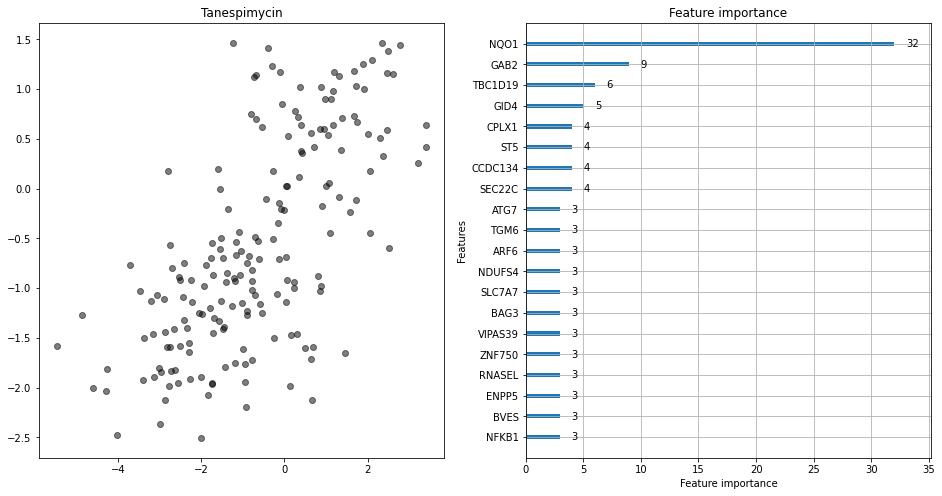 Tanespimycin
1.5
1.0
0.5
0.0
−0.5
−1.0
−1.5
−2.0
−2.5
−4
−2
0
2
Feature importance
Features
NQO1 32
GAB2 9
TBC1D19 6
GID4 5
CPLX1 4
ST5 4
CCDC134 4
SEC22C 4
ATG7 3
TGM6 3
ARF6 3
NDUFS4 3
SLC7A7 3
BAG3 3
VIPAS39 3
ZNF750 3
RNASEL 3
ENPP5 3
BVES 3
NFKB1 3
0 5 10 15 20 25 30 35
Feature importance